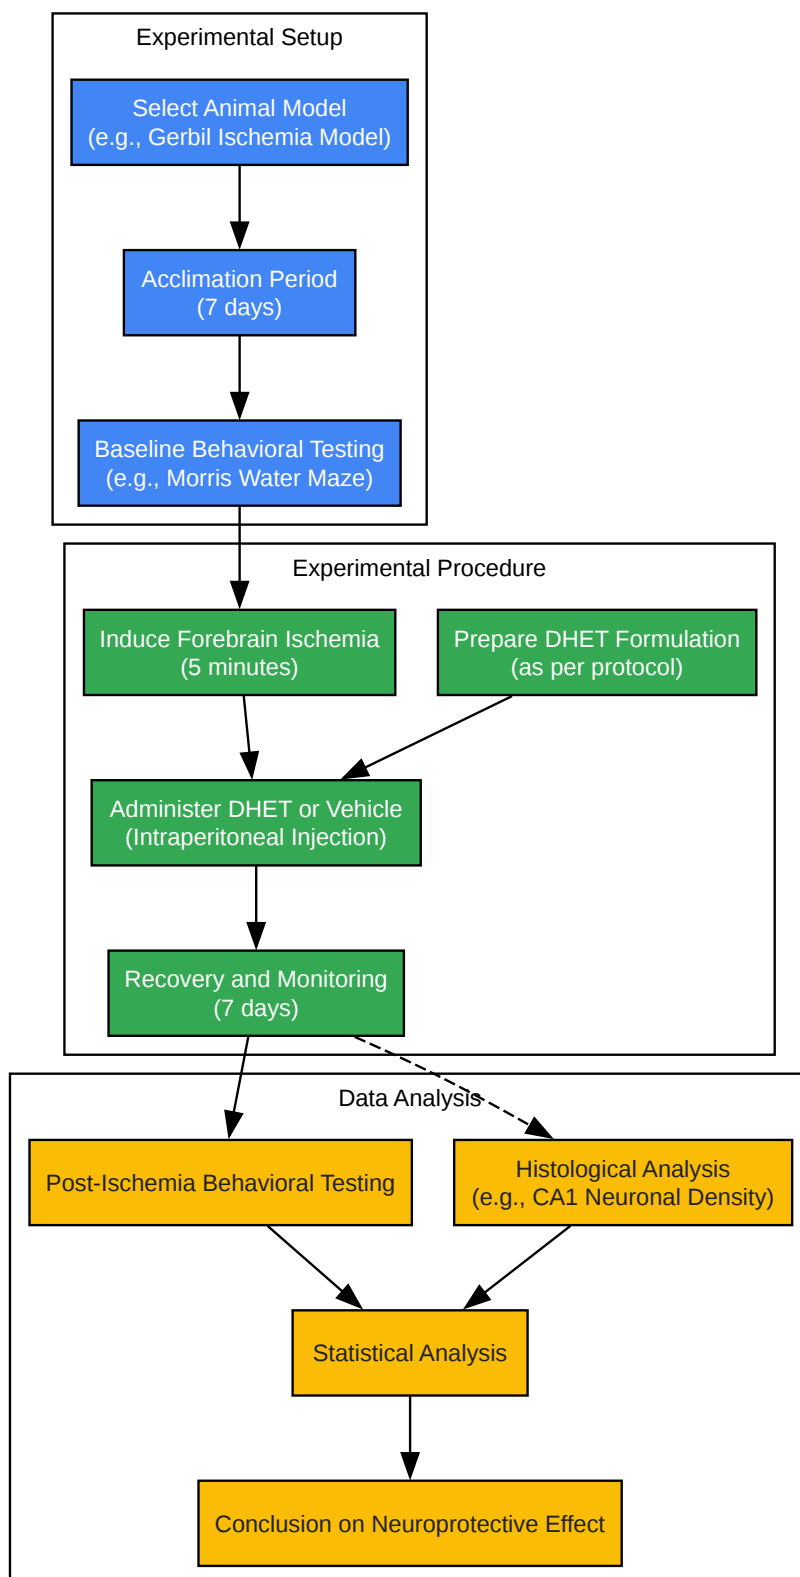 Experimental Setup
Select Animal Model
(e.g., Gerbil Ischemia Model)
Acclimation Period
(7 days)
Baseline Behavioral Testing
(e.g., Morris Water Maze)
Experimental Procedure
Induce Forebrain Ischemia
(5 minutes)
Prepare DHET Formulation
(as per protocol)
Administer DHET or Vehicle
(Intraperitoneal Injection)
Recovery and Monitoring
(7 days)
Data Analysis
Post-Ischemia Behavioral Testing
Histological Analysis
(e.g., CA1 Neuronal Density)
Statistical Analysis
Conclusion on Neuroprotective Effect